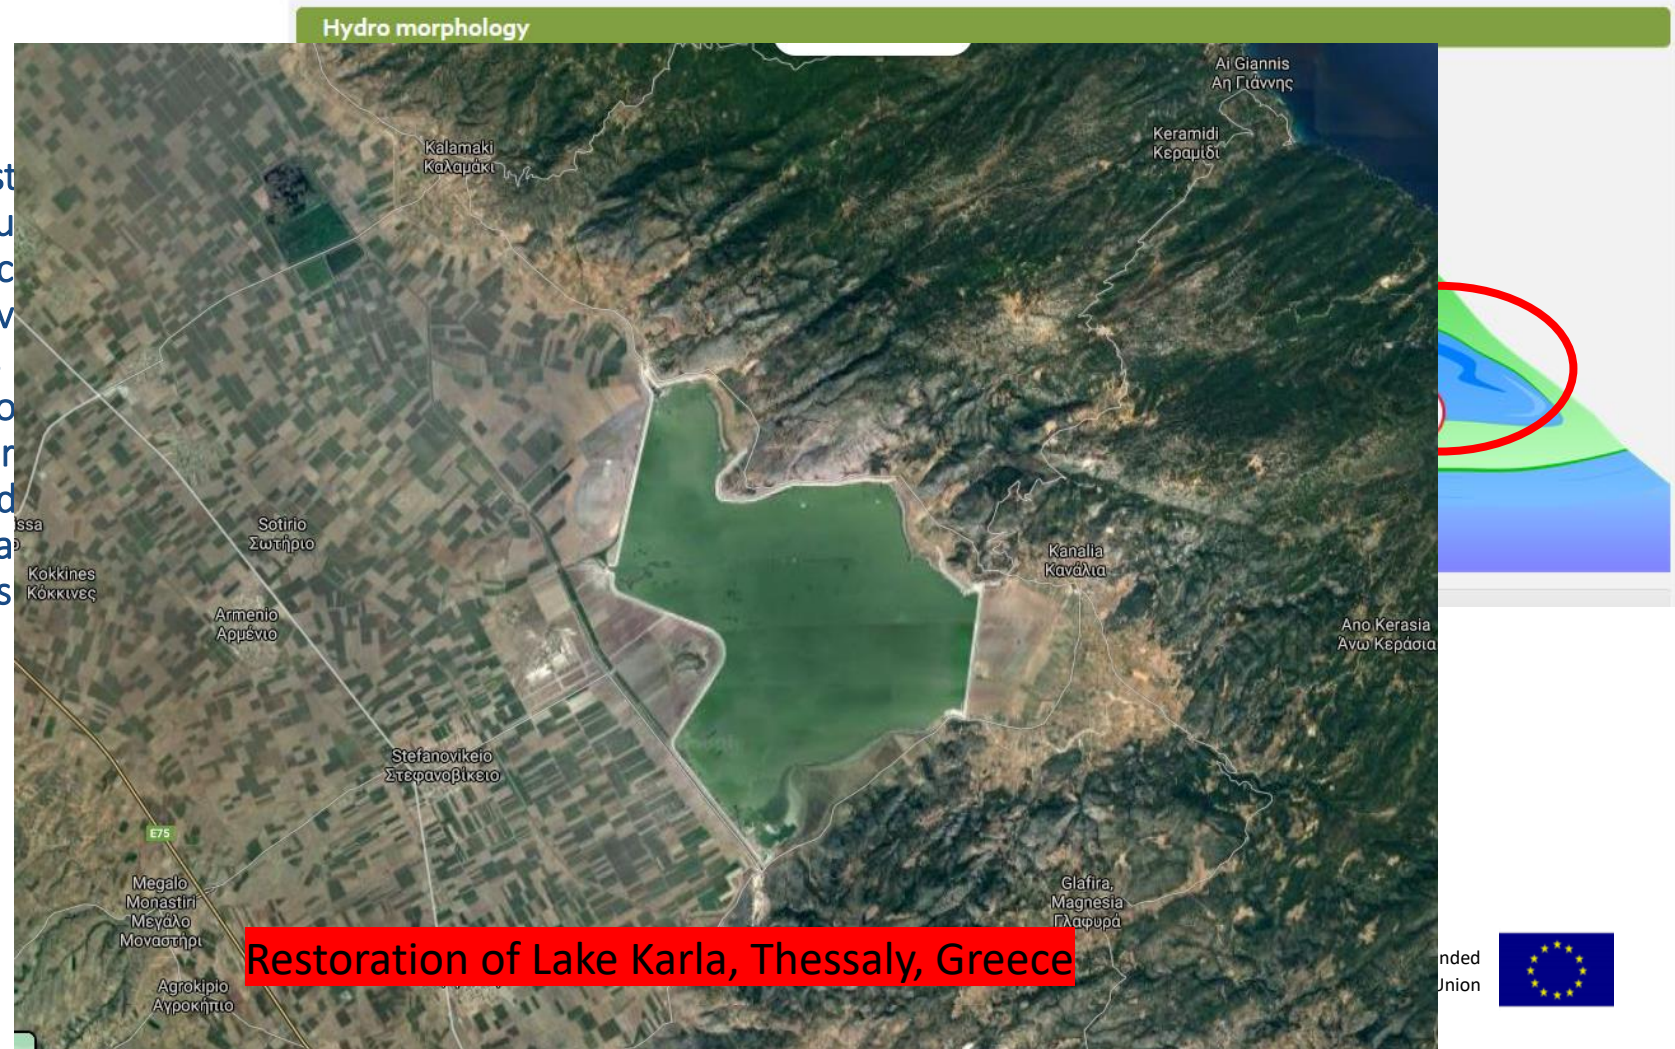 Hydro morphology
Ai Giannis
Αη Γιάννης
Keramidi
Κεραμίδι
Kalamaki
Καλαμάκι
st
u
c
v
o
r
d
a
s
issa
Sotirio
Σωτήριο
Kokkines
Κόκκινες
Kanalia
Κανάλια
Armenio
Αρμένιο
Ano Kerasia
Άνω Κεράσια
Stefanovikeio
Στεφανοβίκειο
E75
Megalo
Monastiri
Μεγάλο
Μοναστήρι
Glafira,
Magnesia
Γλαφυρά
Restoration of Lake Karla, Thessaly, Greece
Agrokipio
Αγροκήπιο
nded
Union